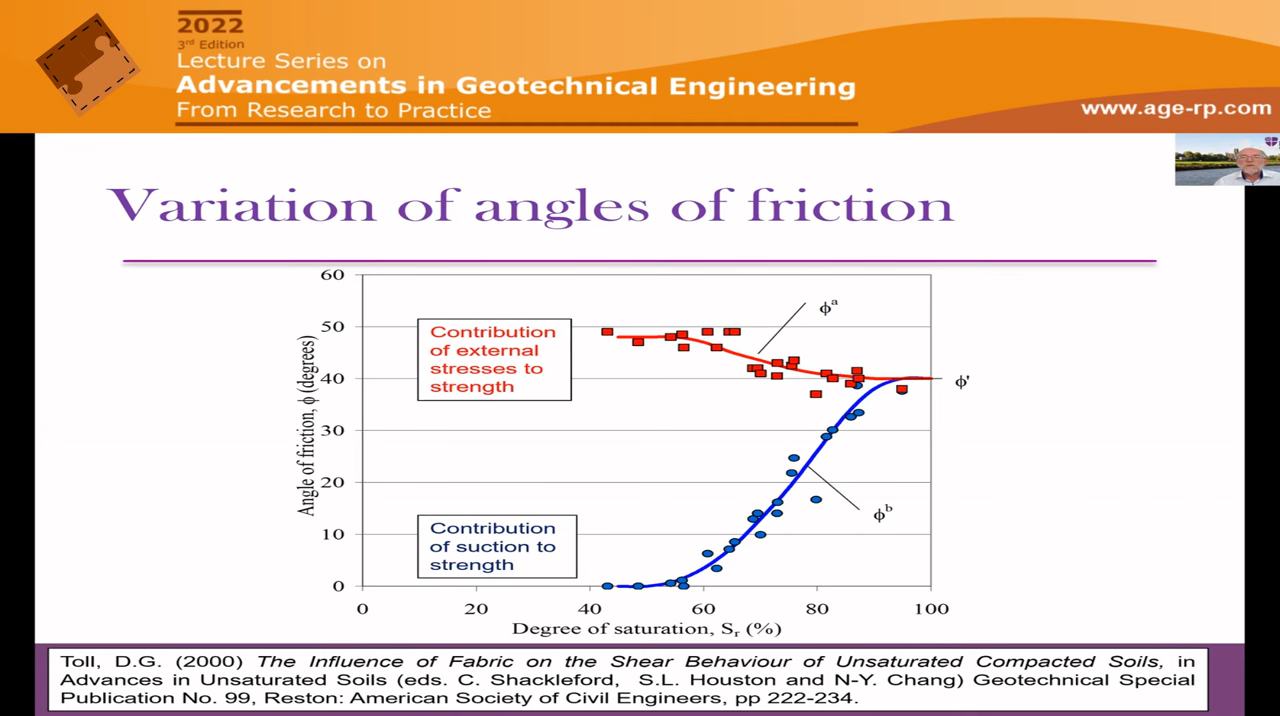 2022
3rd Edition
Lecture Series on
Advancements in Geotechnical Engineering
From Research to Practice
www.age-rp.com
Variation of angles of friction
60
50
40
30
20
10
0
Angle of friction, ϕ (degrees)
Contribution
of external
stresses to
strength
ϕa
ϕ'
ϕb
Contribution
of suction to
strength
0 20 40 60 80 100
Degree of saturation, Sr (%)
Toll, D.G. (2000) The Influence of Fabric on the Shear Behaviour of Unsaturated Compacted Soils, in
Advances in Unsaturated Soils (eds. C. Shackleford, S.L. Houston and N-Y. Chang) Geotechnical Special
Publication No. 99, Reston: American Society of Civil Engineers, pp 222-234.